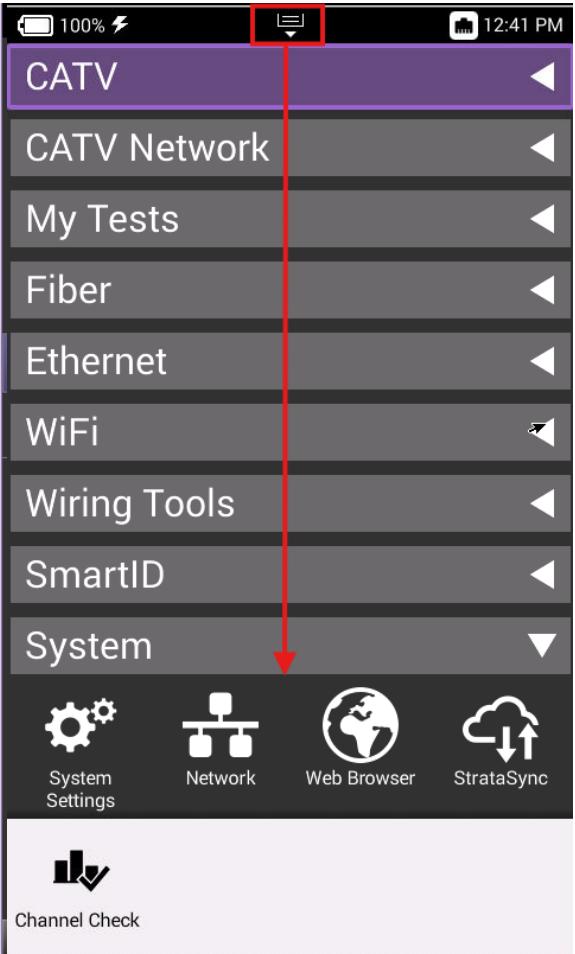 100%
12:41 PM
CATV
CATV Network
My Tests
Fiber
Ethernet
WiFi
Wiring Tools
SmartID
System
System
Settings
Network
Web Browser
StrataSync
Channel Check